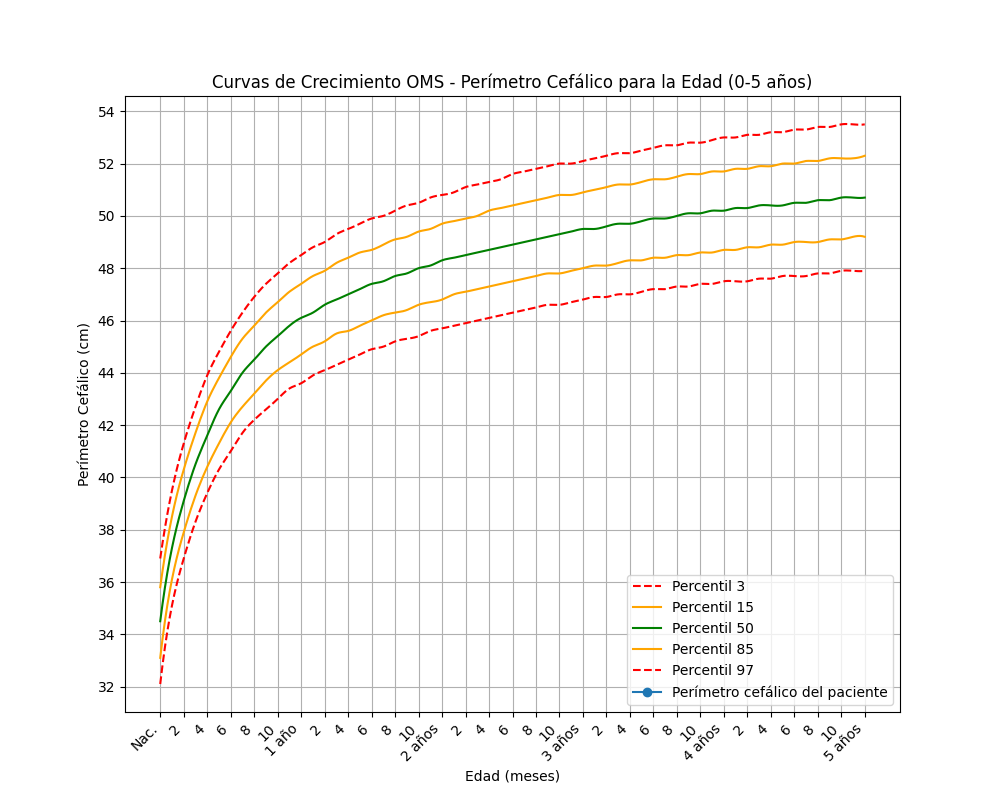 Curvas de Crecimiento OMS - Perímetro Cefálico para la Edad (0-5 años)
Perímetro Cefálico (cm)
54
52
50
48
46
44
42
40
38
36
34
32
Percentil 3
Percentil 15
Percentil 50
Percentil 85
Percentil 97
Perímetro cefálico del paciente
Nac.
2
4
6
8
10
1 año
2
4
6
8
10
2 años
2
4
6
8
10
3 años
2
4
6
8
10
4 años
2
4
6
8
10
5 años
Edad (meses)